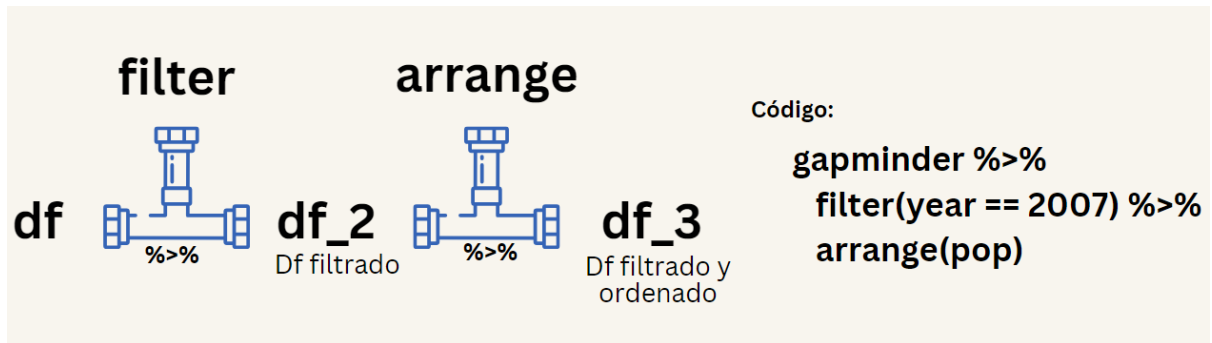 filter
arrange
df
%>%
df_2
Df filtrado
%>%
df_3
Df filtrado y
ordenado
Código:
gapminder %>%
filter(year == 2007) %>%
arrange(pop)